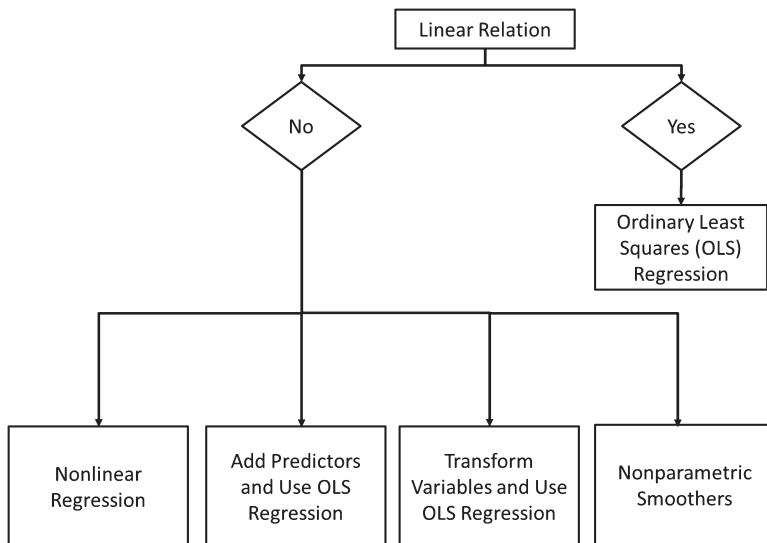 Linear Relation
No
Yes
Ordinary Least
Squares (OLS)
Regression
Nonlinear
Regression
Add Predictors
and Use OLS
Regression
Transform
Variables and Use
OLS Regression
Nonparametric
Smoothers